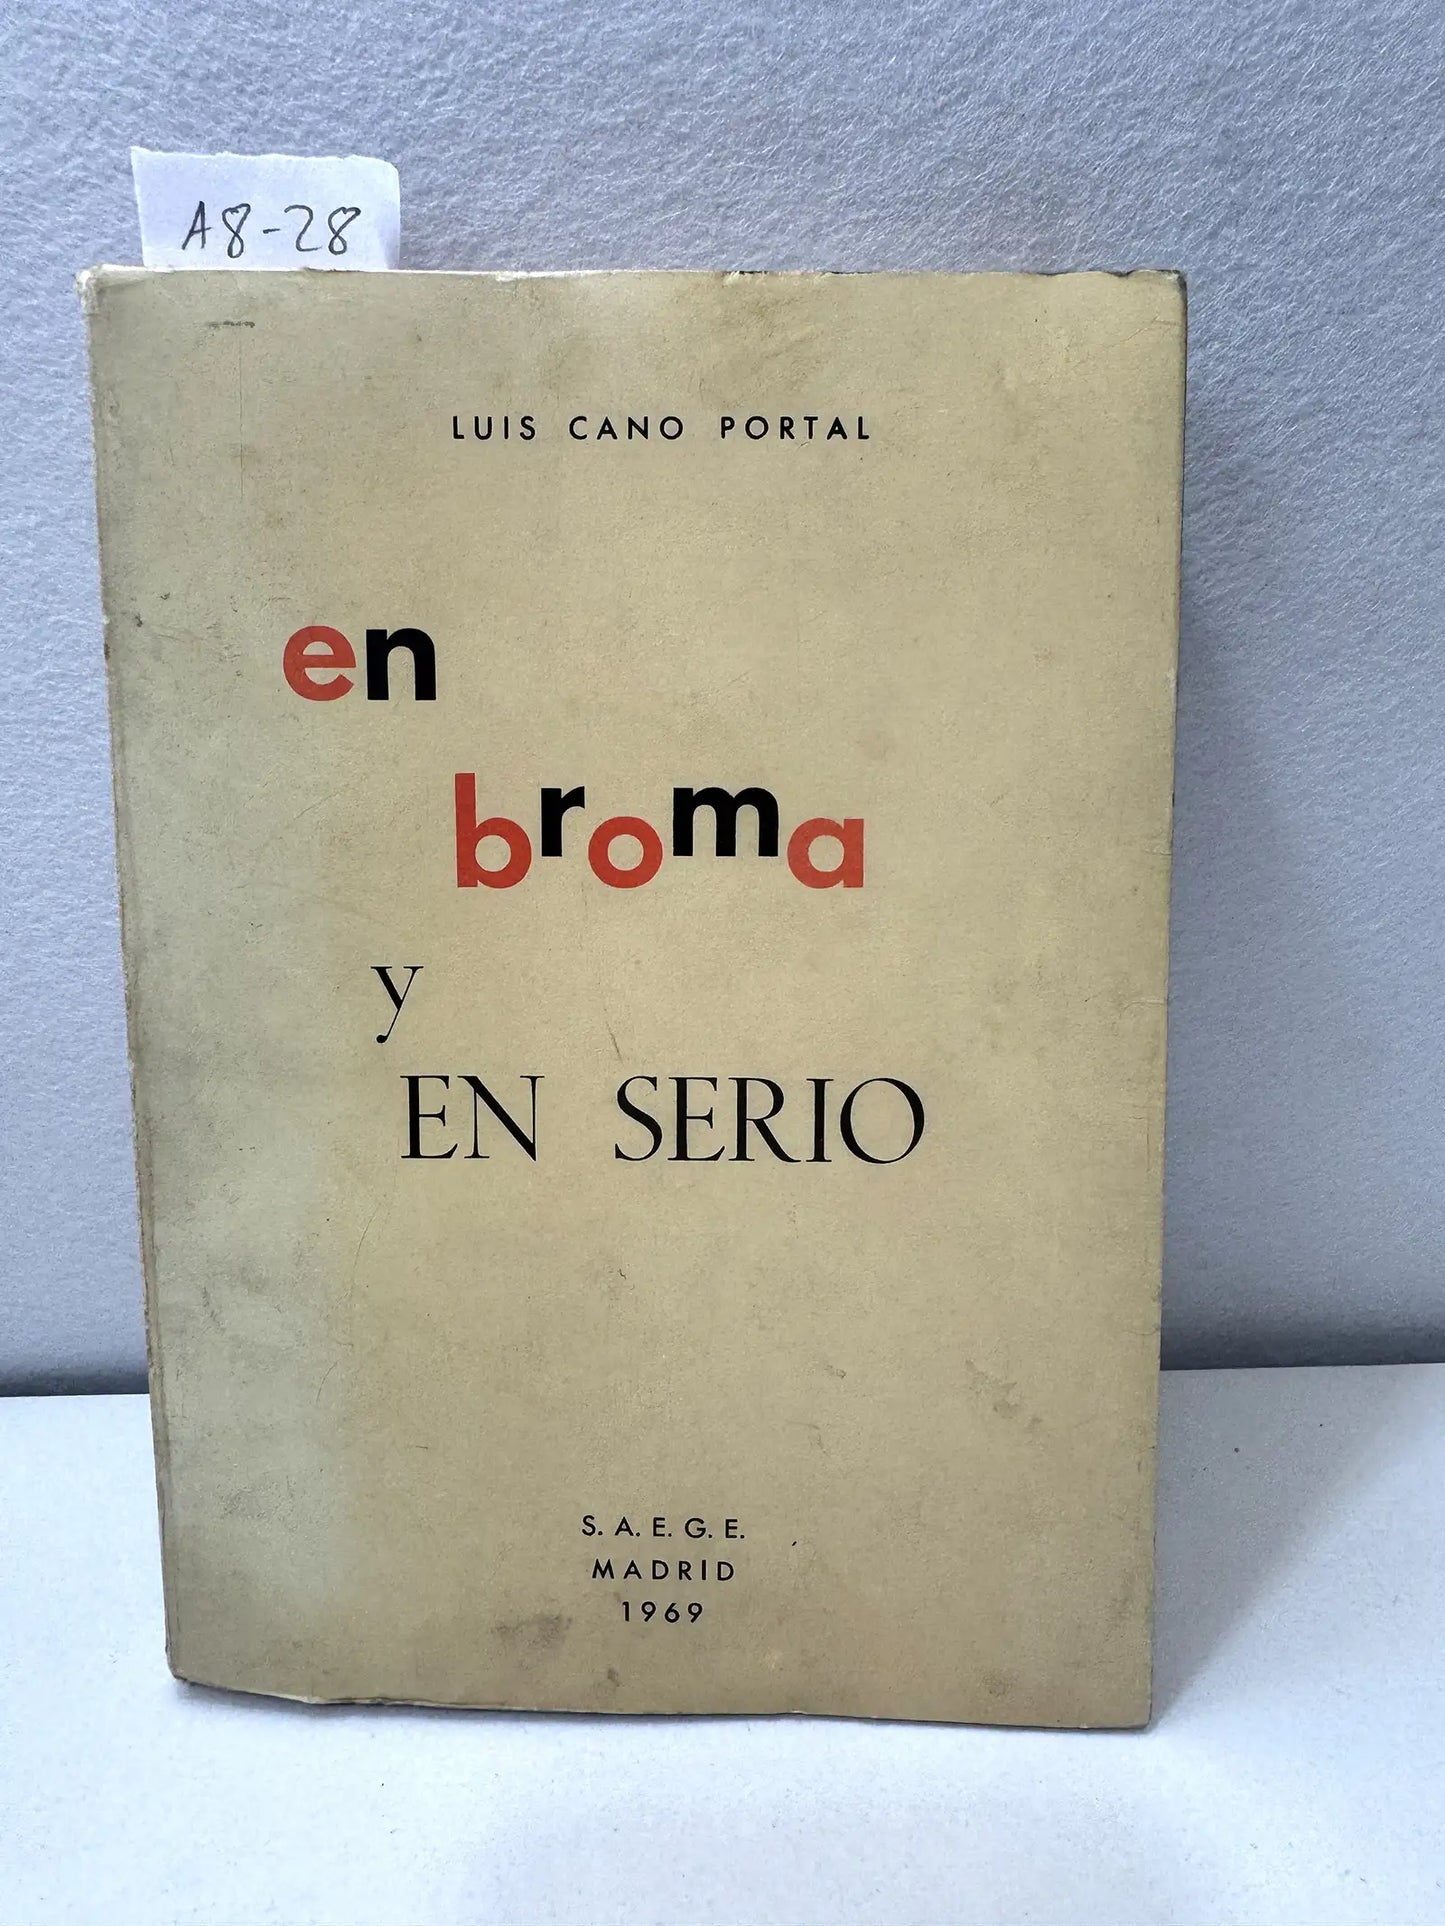 A8-28
LUIS CANO PORTAL
en
broma
y
EN SERIO
S. A. E. G. E.
MADRID
1969